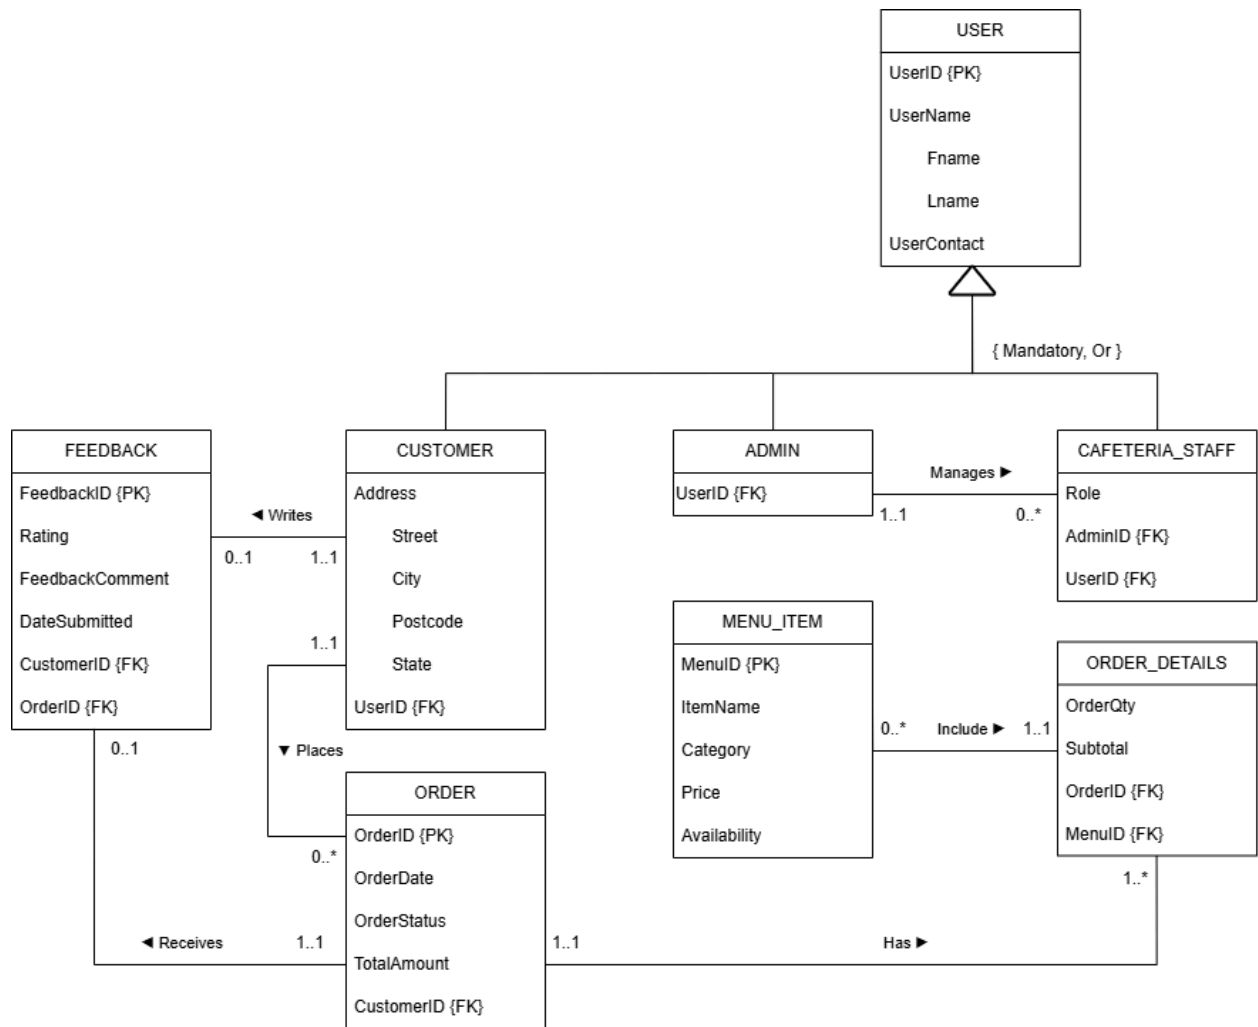 USER
UserID {PK}
UserName
Fname
Lname
UserContact
{ Mandatory, Or }
FEEDBACK
FeedbackID {PK}
Rating
FeedbackComment
DateSubmitted
CustomerID {FK}
OrderID {FK}
◄ Writes
0..1
1..1
CUSTOMER
Address
Street
City
Postcode
State
UserID {FK}
ADMIN
UserID {FK}
Manages ►
1..1
0..*
CAFETERIA_STAFF
Role
AdminID {FK}
UserID {FK}
1..1
▼ Places
0..*
MENU_ITEM
MenuID {PK}
ItemName
Category
Price
Availability
0..*
Include ►
1..1
ORDER_DETAILS
OrderQty
Subtotal
OrderID {FK}
MenuID {FK}
0..1
◄ Receives
1..1
ORDER
OrderID {PK}
OrderDate
OrderStatus
TotalAmount
CustomerID {FK}
1..1
Has ►
1..*